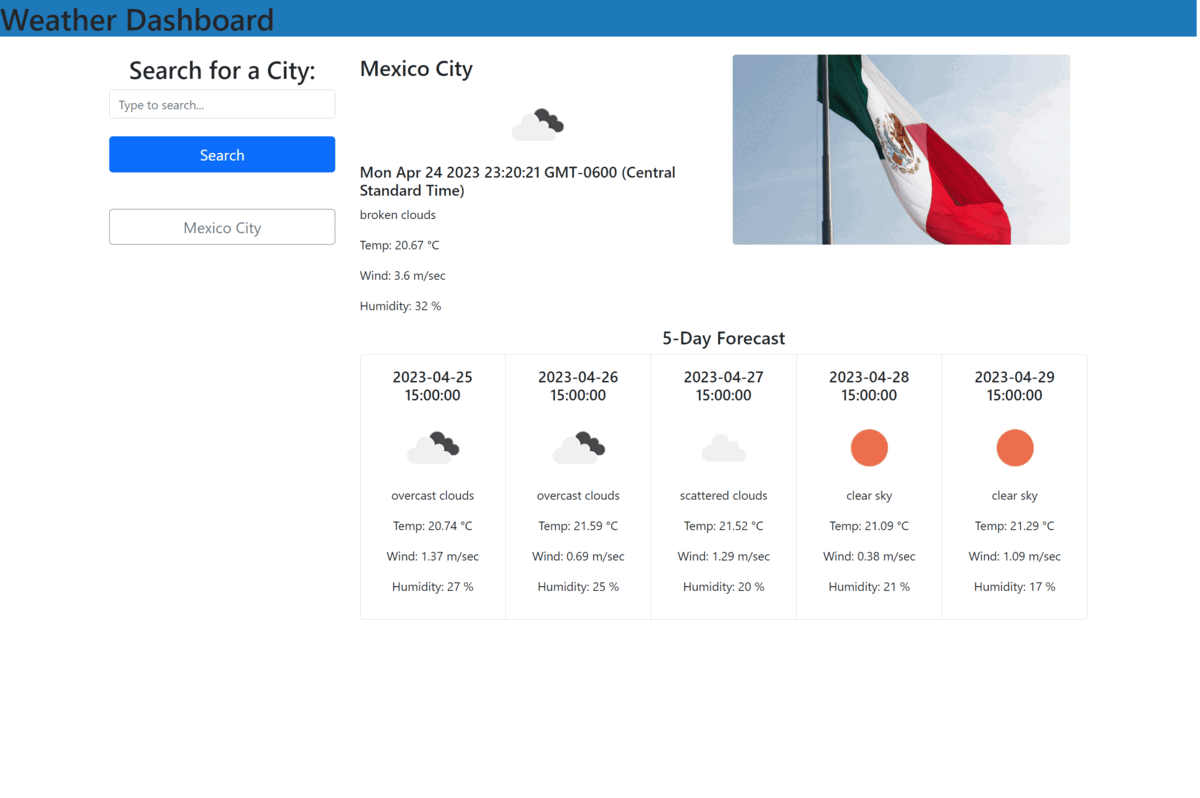 Weather Dashboard
Search for a City:
Type to search...
Search
Mexico City
Mexico City
Mon Apr 24 2023 23:20:21 GMT-0600 (Central
Standard Time)
broken clouds
Temp: 20.67 °C
Wind: 3.6 m/sec
Humidity: 32 %
5-Day Forecast
2023-04-25
15:00:00
overcast clouds
Temp: 20.74 °C
Wind: 1.37 m/sec
Humidity: 27 %
2023-04-26
15:00:00
overcast clouds
Temp: 21.59 °C
Wind: 0.69 m/sec
Humidity: 25 %
2023-04-27
15:00:00
scattered clouds
Temp: 21.52 °C
Wind: 1.29 m/sec
Humidity: 20 %
2023-04-28
15:00:00
clear sky
Temp: 21.09 °C
Wind: 0.38 m/sec
Humidity: 21 %
2023-04-29
15:00:00
clear sky
Temp: 21.29 °C
Wind: 1.09 m/sec
Humidity: 17 %